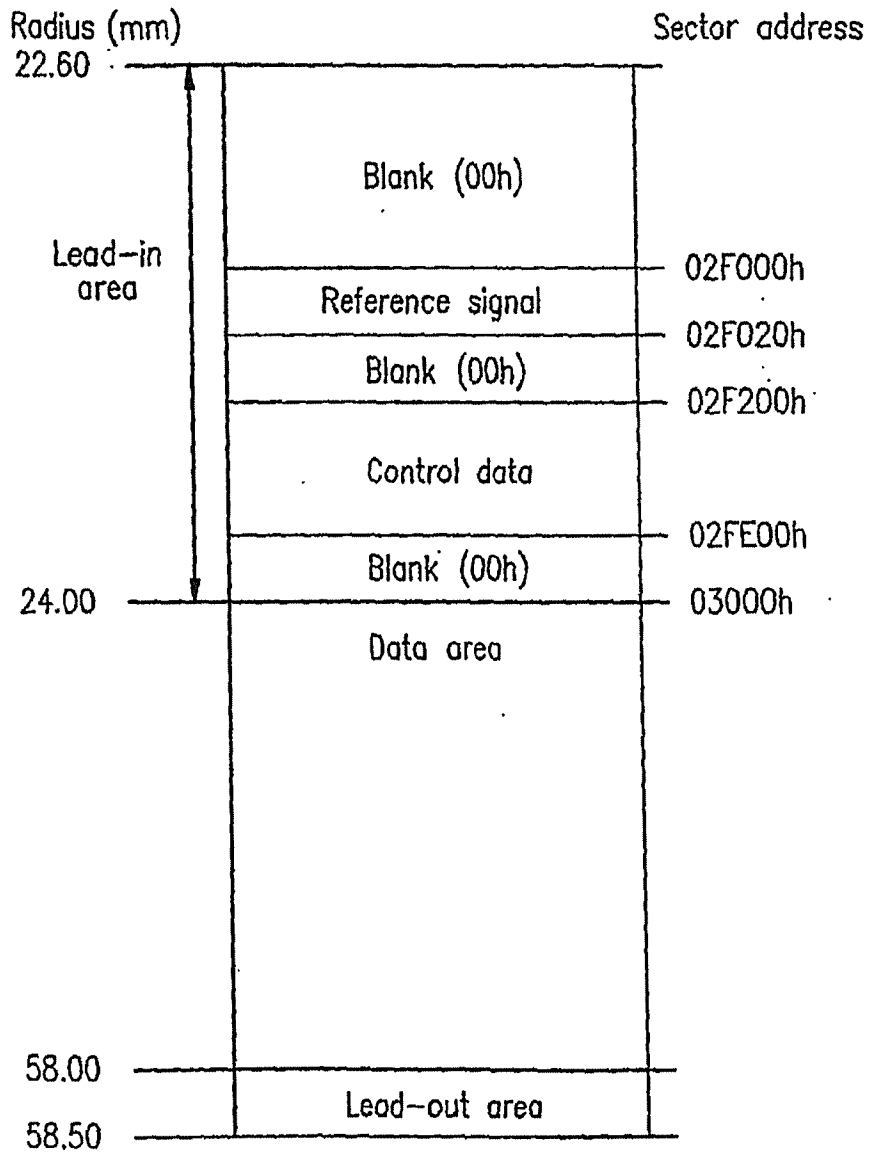 Radius (mm) Sector address
22.60
Blank (00h)
Lead-in
area
02F000h
Reference signal
02F020h
Blank (00h)
02F200h
Control data
02FE00h
Blank (00h)
24.00 03000h
Data area
58.00
Lead-out area
58.50